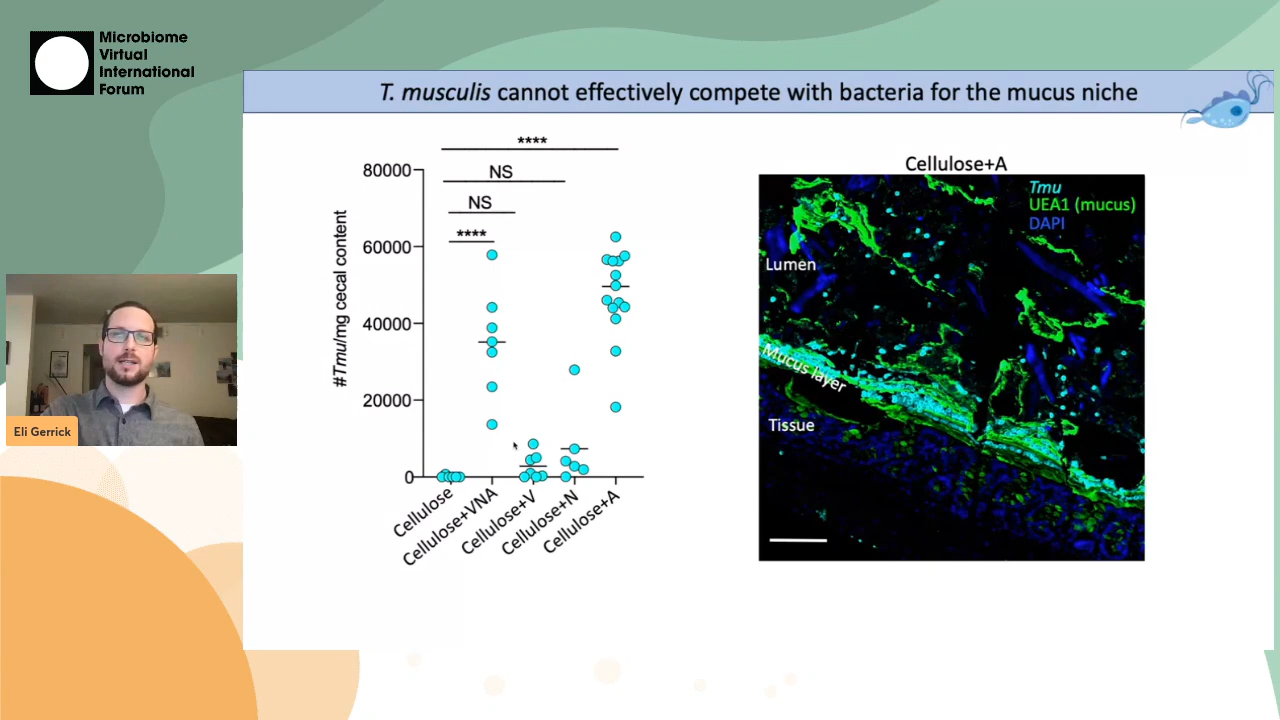 Microbiome
Virtual
International
Forum
T. musculis cannot effectively compete with bacteria for the mucus niche
****
NS
NS
****
80000
60000
40000
20000
0
#Tmu/mg cecal content
Cellulose
Cellulose+VNA
Cellulose+V
Cellulose+N
Cellulose+A
Cellulose+A
Tmu
UEA1 (mucus)
DAPI
Lumen
Mucus layer
Tissue
Eli Gerrick